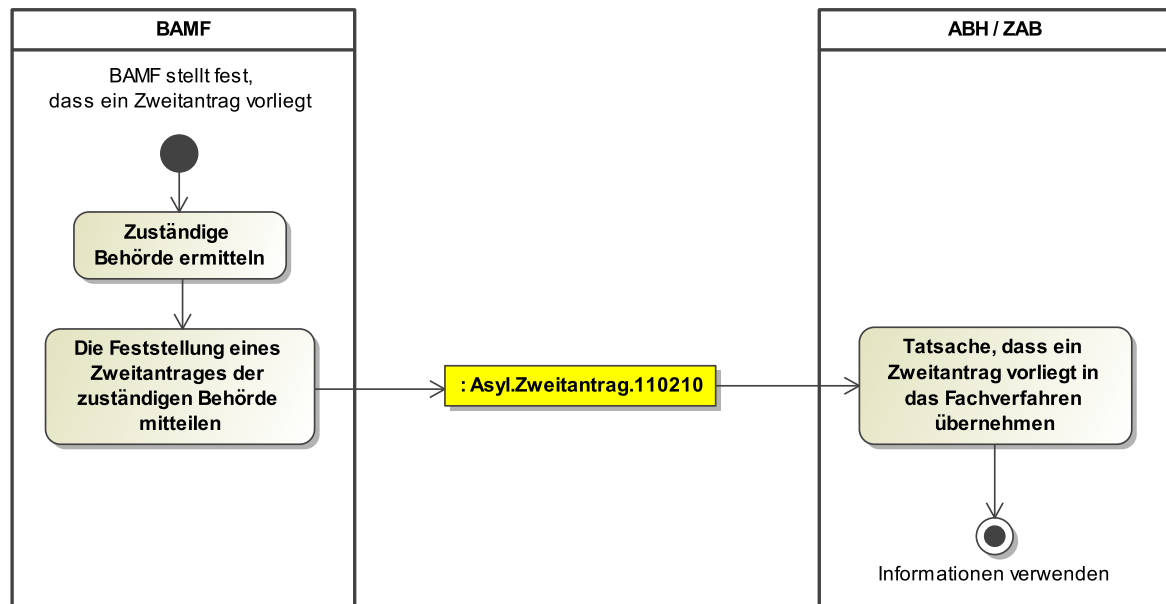 BAMF
BAMF stellt fest,
dass ein Zweitantrag vorliegt
Zuständige
Behörde ermitteln
Die Feststellung eines
Zweitantrages der
zuständigen Behörde
mitteilen
: Asyl.Zweitantrag.110210
ABH / ZAB
Tatsache, dass ein
Zweitantrag vorliegt in
das Fachverfahren
übernehmen
Informationen verwenden